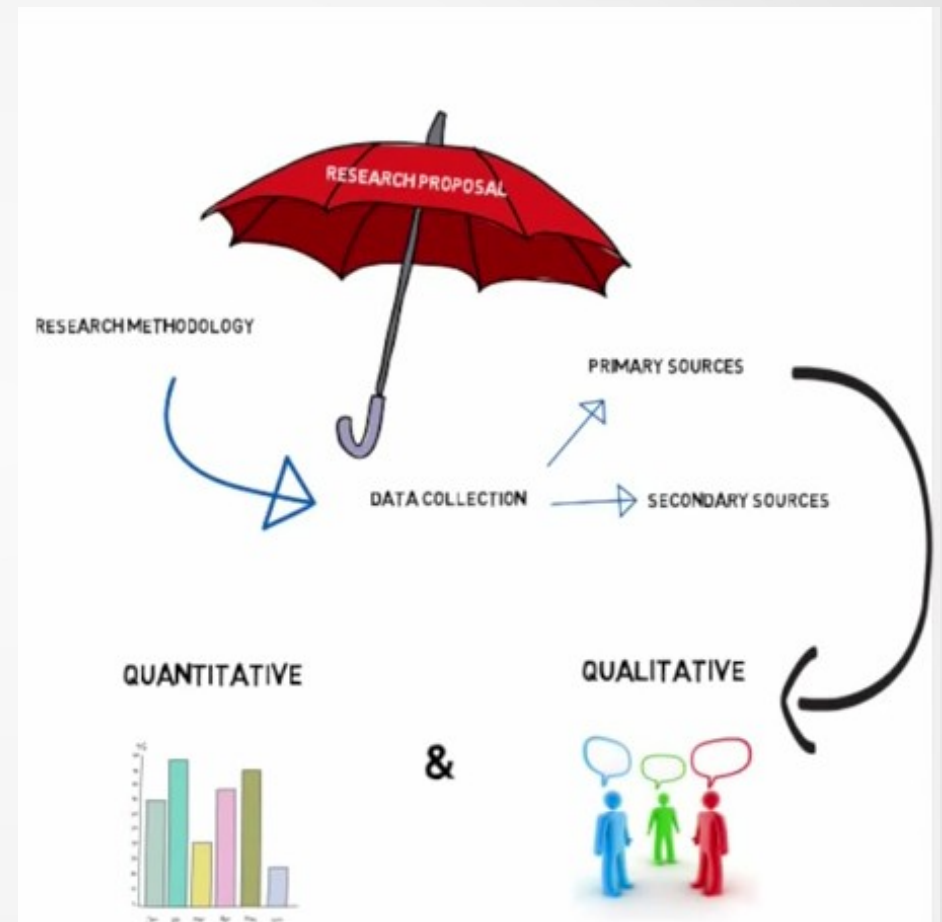 RESEARCH PROPOSAL
RESEARCH METHODOLOGY
PRIMARY SOURCES
DATA COLLECTION
SECONDARY SOURCES
QUANTITATIVE
QUALITATIVE
&